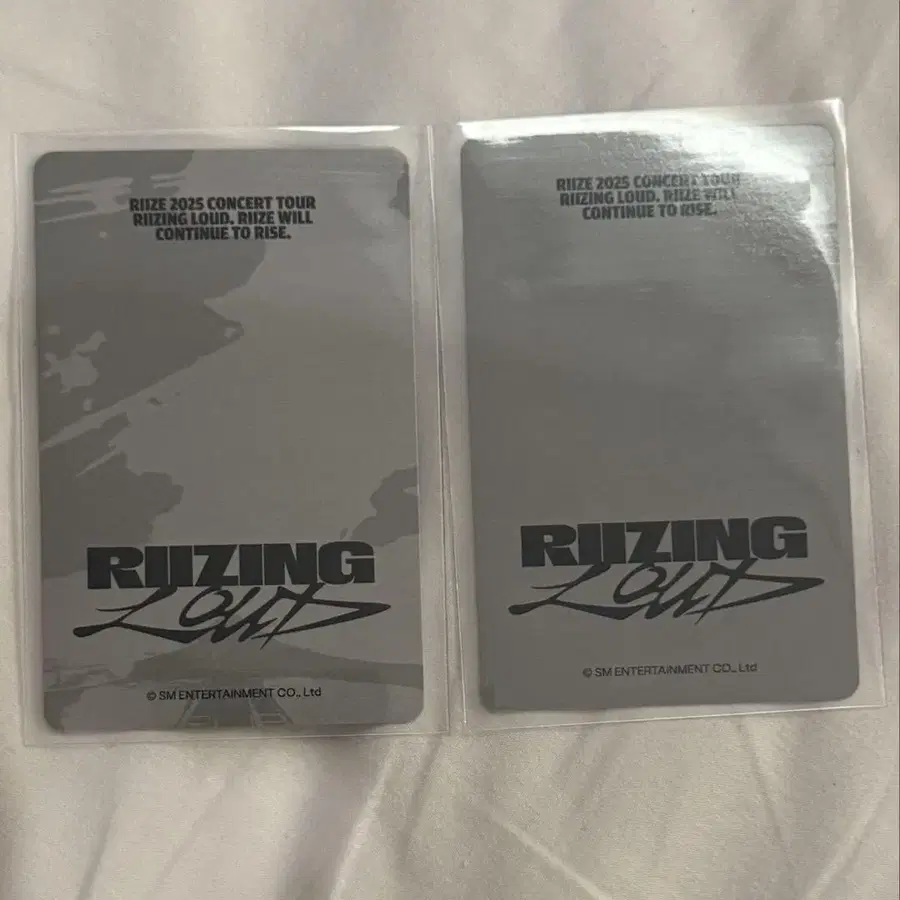 RIIZE 2025 CONCERT TOUR
RIIZING LOUD. RIIZE WILL
CONTINUE TO RISE.
RIIZING
LOUD
© SM ENTERTAINMENT CO., Ltd
RIIZE 2025 CONCERT TOUR
RIIZING LOUD. RIIZE WILL
CONTINUE TO RISE.
RIIZING
LOUD
© SM ENTERTAINMENT CO., Ltd